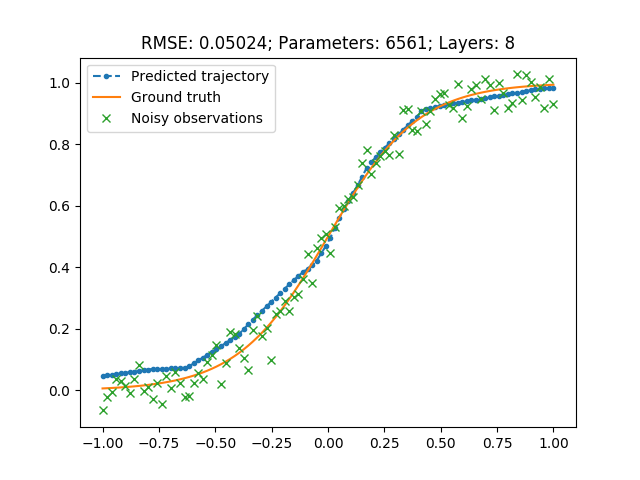 RMSE: 0.05024; Parameters: 6561; Layers: 8
Predicted trajectory
Ground truth
Noisy observations
1.0
0.8
0.6
0.4
0.2
0.0
−1.00 −0.75 −0.50 −0.25 0.00 0.25 0.50 0.75 1.00